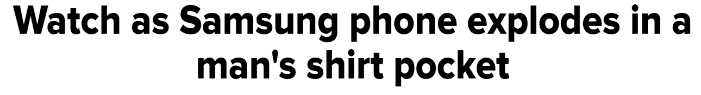 Watch as Samsung phone explodes in a
man's shirt pocket